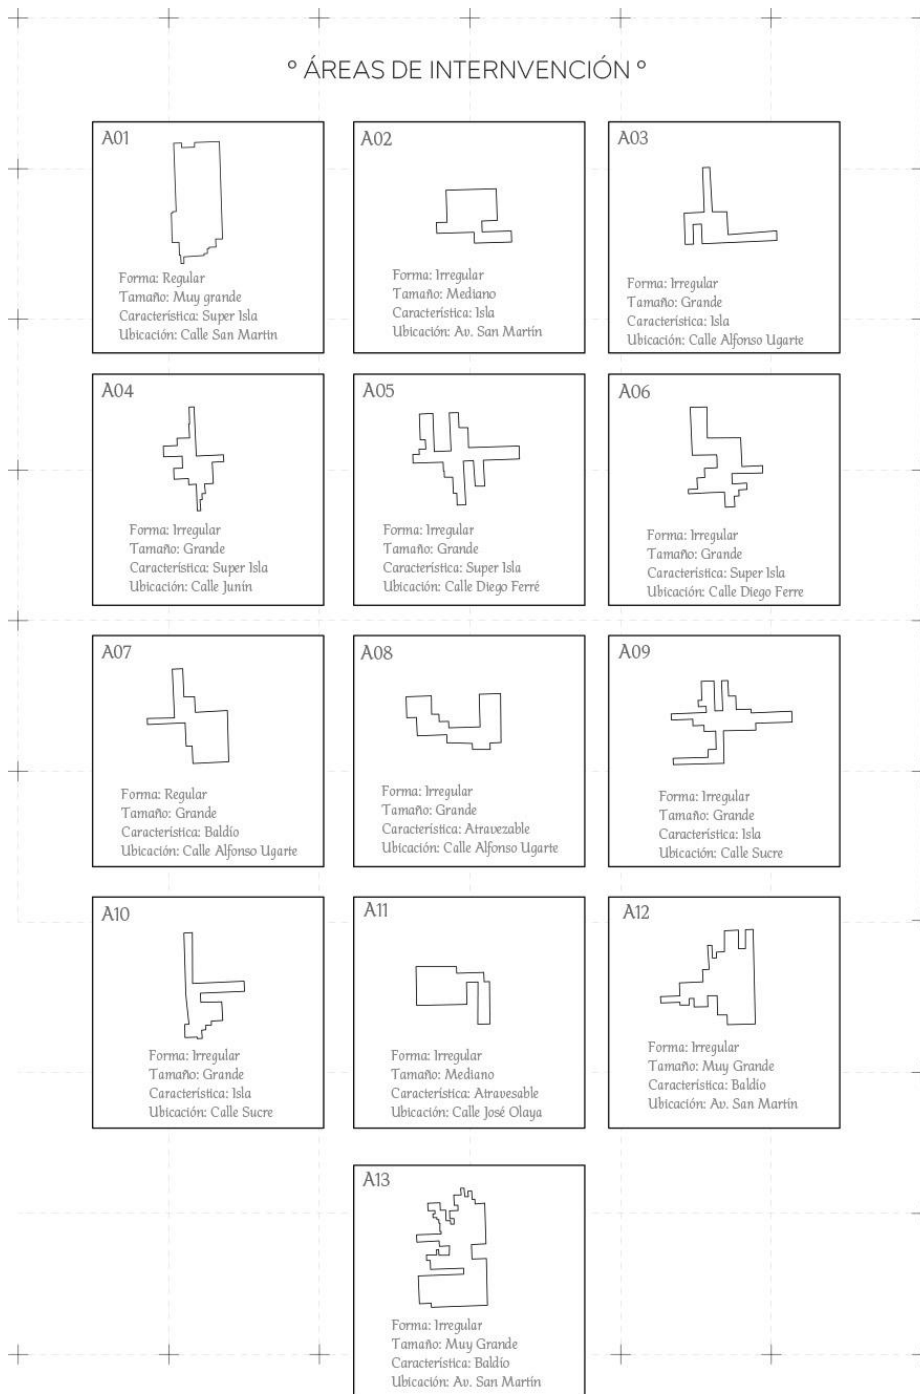 ° ÁREAS DE INTERNVENCIÓN °
A01
Forma: Regular
Tamaño: Muy grande
Característica: Super Isla
Ubicación: Calle San Martin
A02
Forma: Irregular
Tamaño: Mediano
Característica: Isla
Ubicación: Av. San Martín
A03
Forma: Irregular
Tamaño: Grande
Característica: Isla
Ubicación: Calle Alfonso Ugarte
A04
Forma: Irregular
Tamaño: Grande
Característica: Super Isla
Ubicación: Calle Junín
A05
Forma: Irregular
Tamaño: Grande
Característica: Super Isla
Ubicación: Calle Diego Ferré
A06
Forma: Irregular
Tamaño: Grande
Característica: Super Isla
Ubicación: Calle Diego Ferre
A07
Forma: Regular
Tamaño: Grande
Característica: Baldío
Ubicación: Calle Alfonso Ugarte
A08
Forma: Irregular
Tamaño: Grande
Característica: Atravezable
Ubicación: Calle Alfonso Ugarte
A09
Forma: Irregular
Tamaño: Grande
Característica: Isla
Ubicación: Calle Sucre
A10
Forma: Irregular
Tamaño: Grande
Característica: Isla
Ubicación: Calle Sucre
A11
Forma: Irregular
Tamaño: Mediano
Característica: Atravesable
Ubicación: Calle José Olaya
A12
Forma: Irregular
Tamaño: Muy Grande
Característica: Baldío
Ubicación: Av. San Martín
A13
Forma: Irregular
Tamaño: Muy Grande
Característica: Baldío
Ubicación: Av. San Martín